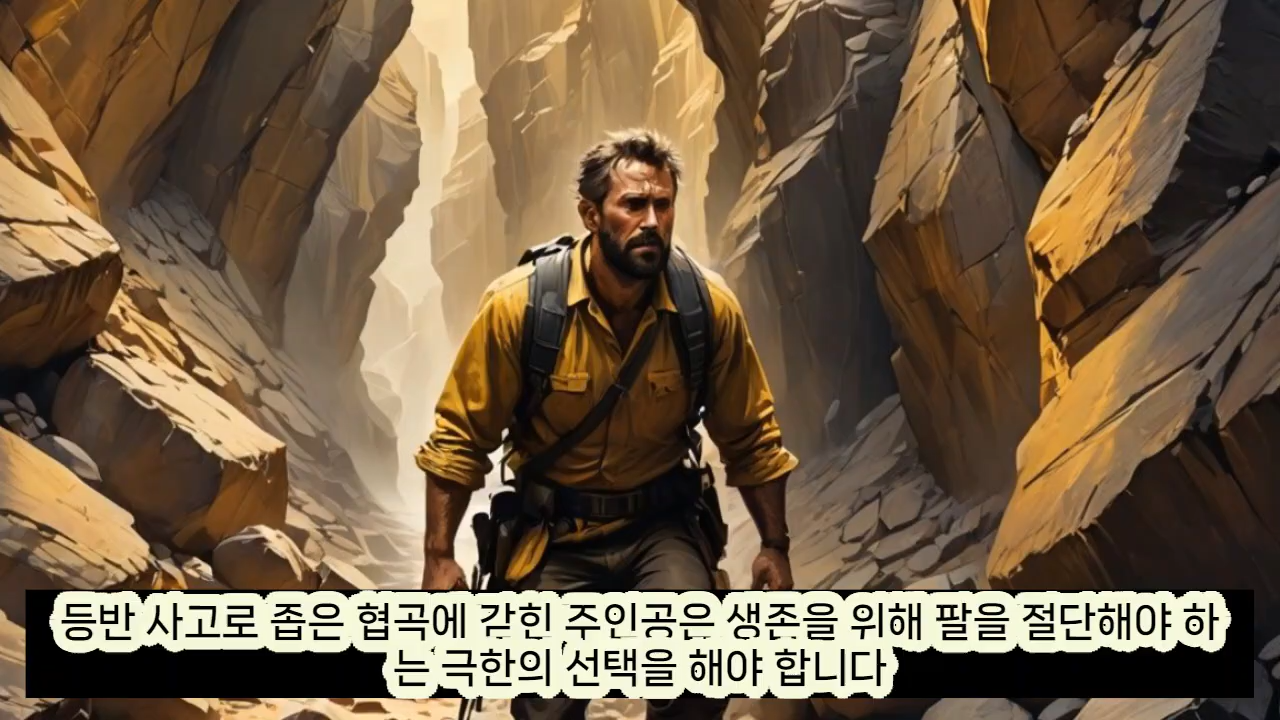 등반 사고로 좁은 협곡에 갇힌 주인공은 생존을 위해 팔을 절단해야 하
는 극한의 선택을 해야 합니다